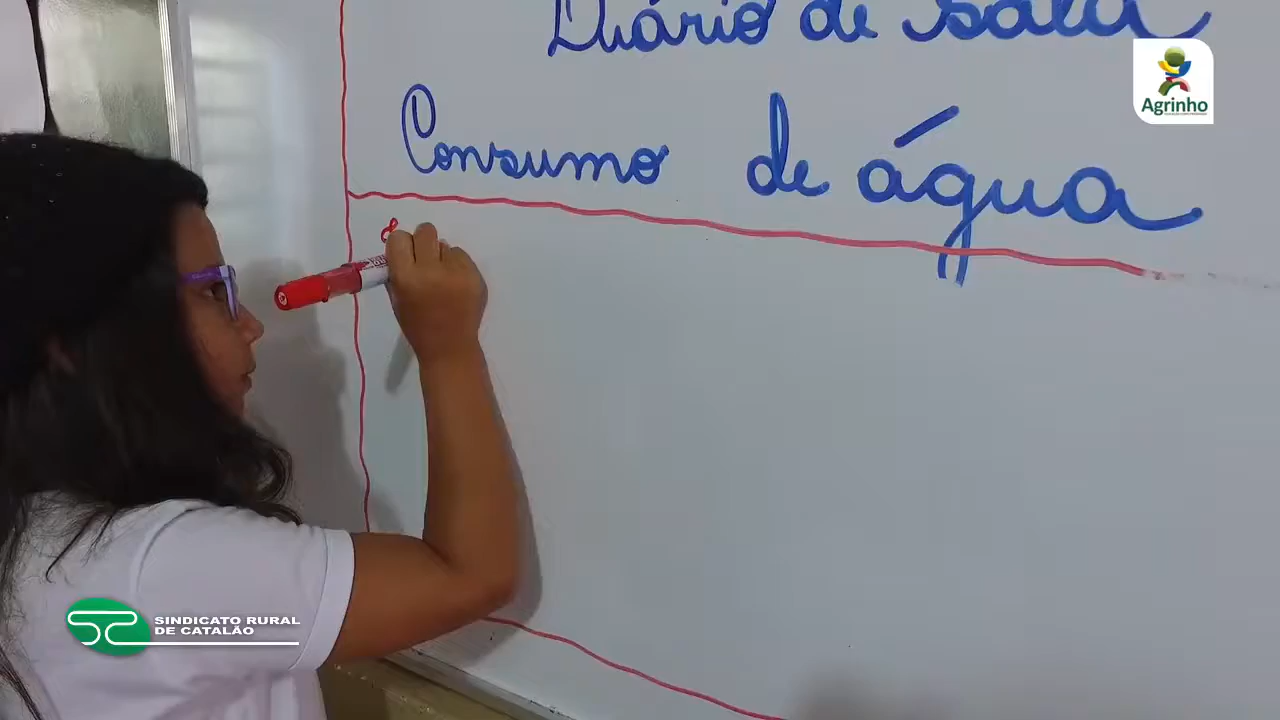 Diário de Sala
Agrinho
Consumo de água
SINDICATO RURAL
DE CATALÃO